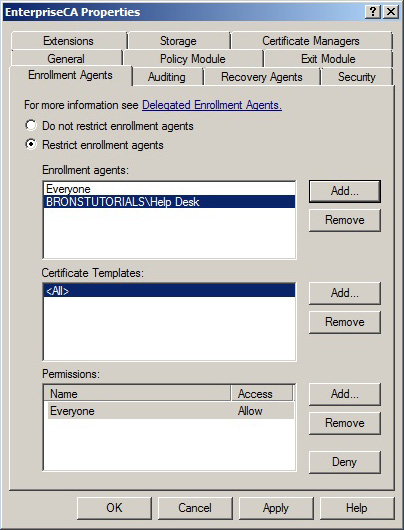 EnterpriseCA Properties
Extensions Storage Certificate Managers
General Policy Module Exit Module
Enrollment Agents Auditing Recovery Agents Security
For more information see Delegated Enrollment Agents.
Do not restrict enrollment agents
Restrict enrollment agents
Enrollment agents:
Everyone
BRONSTUTORIALS\Help Desk
Add...
Remove
Certificate Templates:
<All>
Add...
Remove
Permissions:
Name Access
Everyone Allow
Add...
Remove
Deny
OK Cancel Apply Help